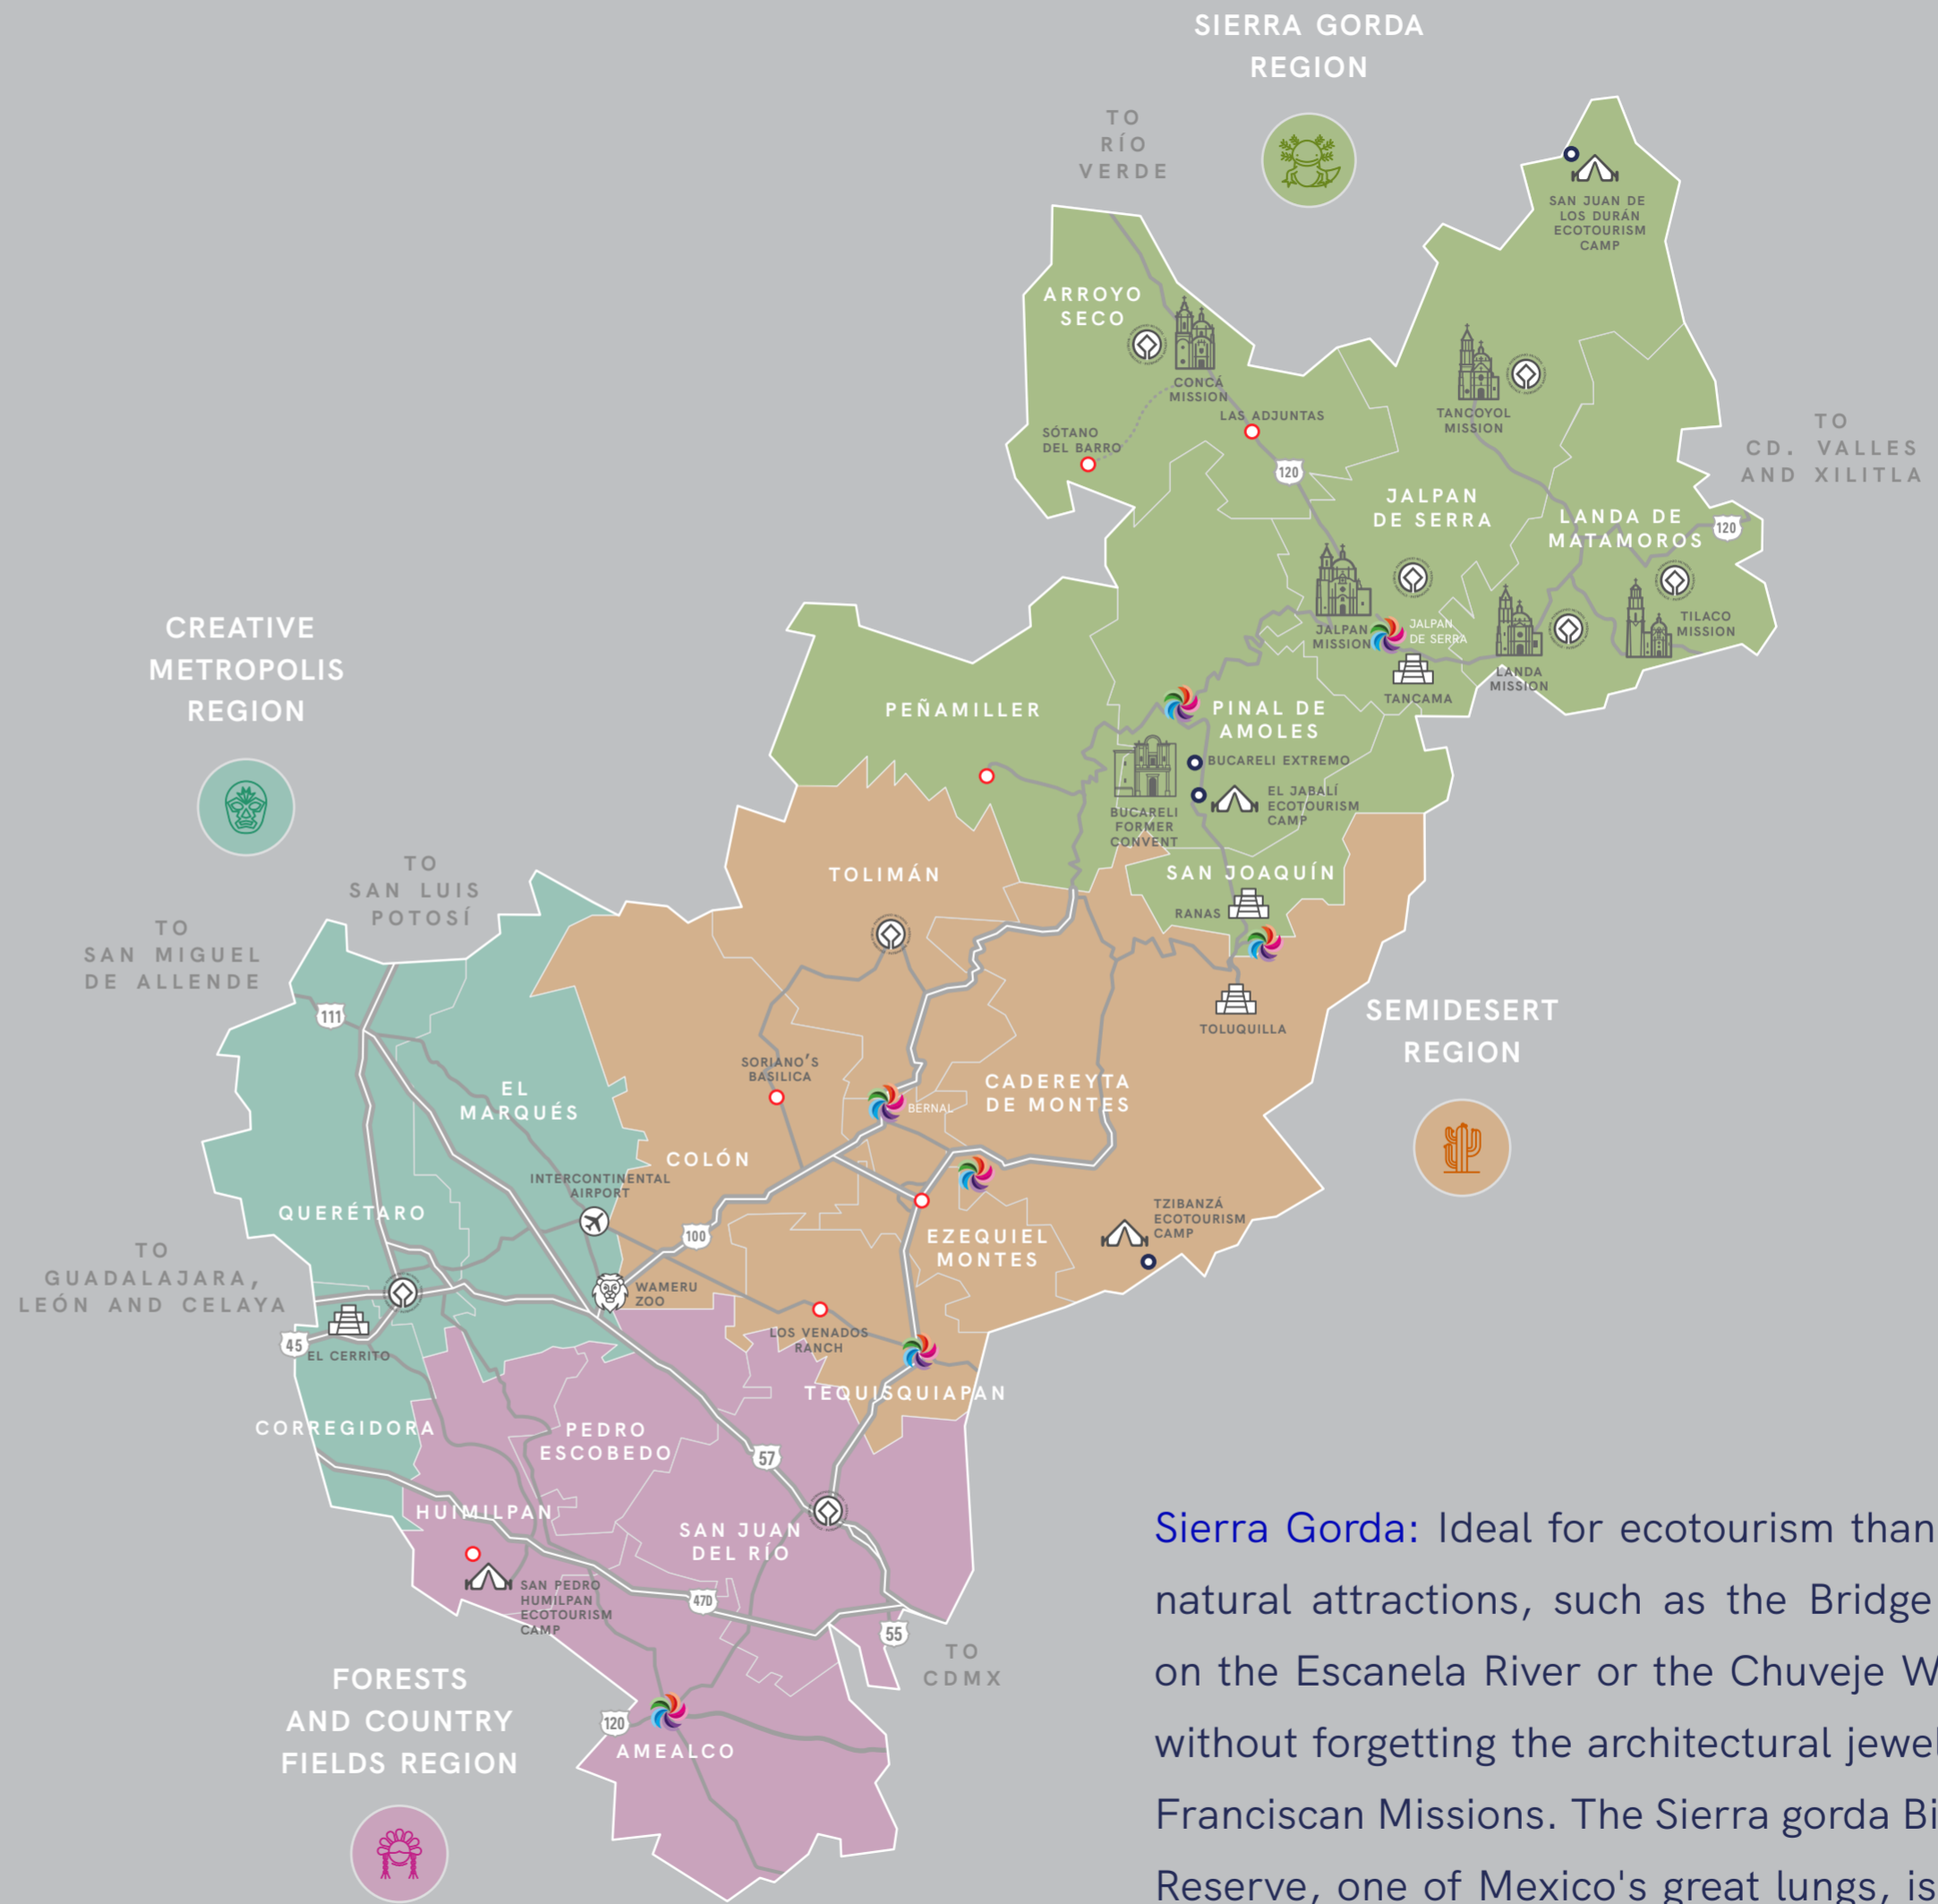 SIERRA GORDA
REGION
TO
RÍO
VERDE
SAN JUAN DE
LOS DURÁN
ECOTOURISM
CAMP
ARROYO
SECO
CONCÁ
MISSION
LAS ADJUNTAS
SÓTANO
DEL BARRO
TANCOYOL
MISSION
TO
CD. VALLES
AND XILITLA
120
JALPAN
DE SERRA
LANDA DE
MATAMOROS
120
CREATIVE
METROPOLIS
REGION
JALPAN
MISSION
JALPAN
DE SERRA
TILACO
MISSION
LANDA
MISSION
TANCAMA
PEÑAMILLER
PINAL DE
AMOLES
BUCARELI EXTREMO
EL JABALÍ
ECOTOURISM
CAMP
BUCARELI
FORMER
CONVENT
TO
SAN LUIS
POTOSÍ
TOLIMÁN
SAN JOAQUÍN
RANAS
TO
SAN MIGUEL
DE ALLENDE
111
TOLUQUILLA
SEMIDESERT
REGION
SORIANO'S
BASILICA
EL
MARQUÉS
BERNAL
CADEREYTA
DE MONTES
COLÓN
INTERCONTINENTAL
AIRPORT
QUERÉTARO
TZIBANZÁ
ECOTOURISM
CAMP
100
EZEQUIEL
MONTES
TO
GUADALAJARA,
LEÓN AND CELAYA
WAMERU
ZOO
45
EL CERRITO
LOS VENADOS
RANCH
TEQUISQUIAPAN
CORREGIDORA
PEDRO
ESCOBEDO
57
HUIMILPAN
SAN JUAN
DEL RÍO
SAN PEDRO
HUMILPAN
ECOTOURISM
CAMP
47D
55
TO
CDMX
FORESTS
AND COUNTRY
FIELDS REGION
120
AMEALCO
Sierra Gorda: Ideal for ecotourism than
natural attractions, such as the Bridge
on the Escanela River or the Chuveje W
without forgetting the architectural jewel
Franciscan Missions. The Sierra gorda Bi
Reserve, one of Mexico's great lungs, is